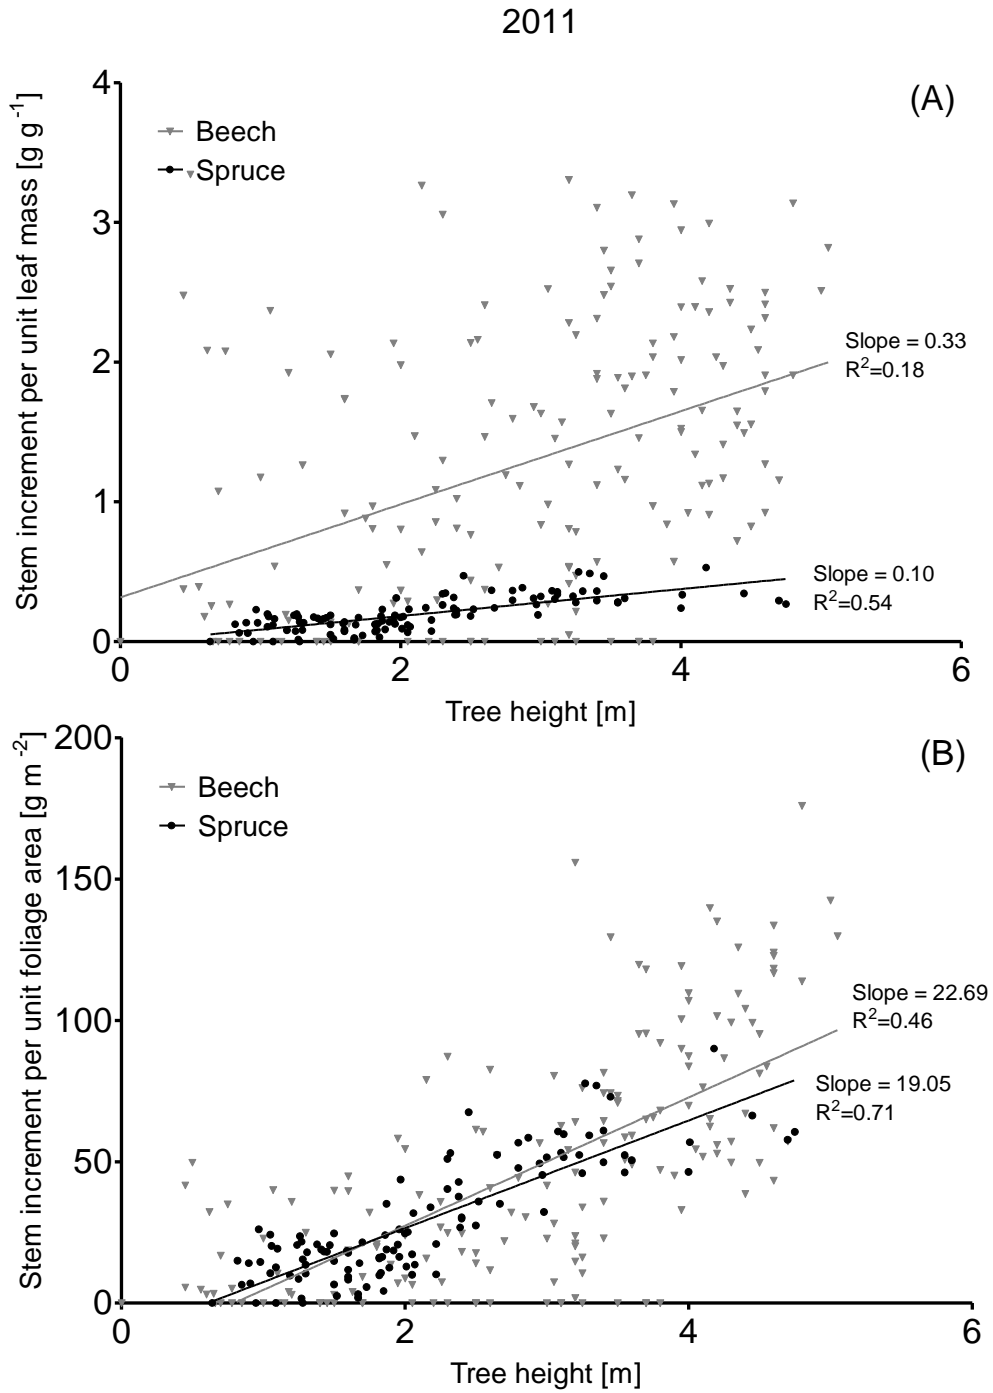 2011
(A)
Stem increment per unit leaf mass [g g⁻¹]
4
3
2
1
0
Beech
Spruce
Slope = 0.33
R²=0.18
Slope = 0.10
R²=0.54
0 2 4 6
Tree height [m]
(B)
Stem increment per unit foliage area [g m⁻²]
200
150
100
50
0
Beech
Spruce
Slope = 22.69
R²=0.46
Slope = 19.05
R²=0.71
0 2 4 6
Tree height [m]